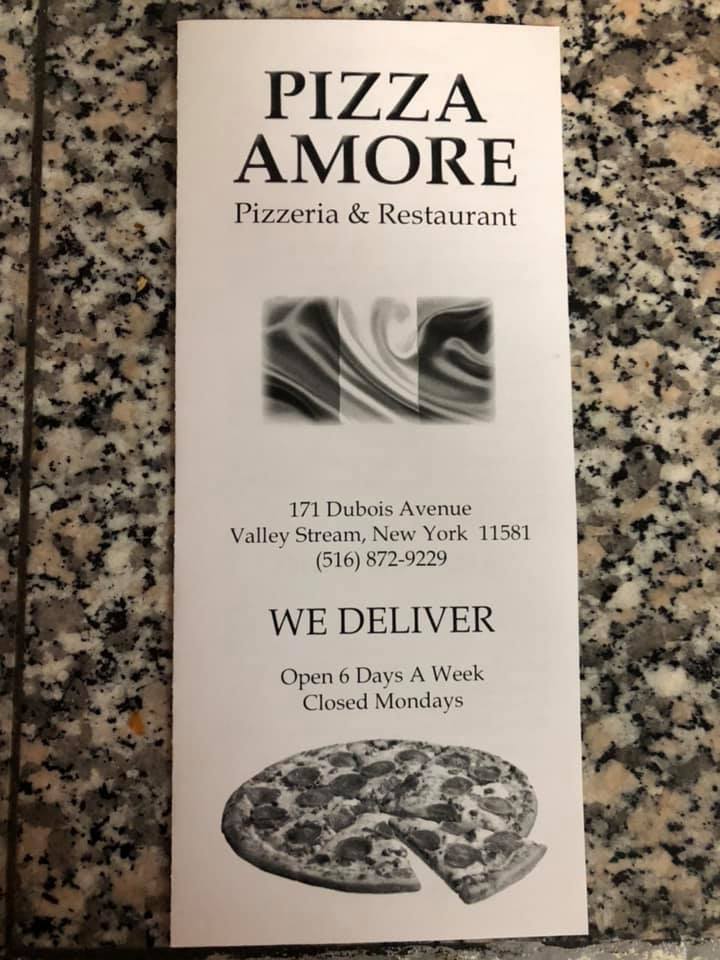 PIZZA
AMORE
Pizzeria & Restaurant
171 Dubois Avenue
Valley Stream, New York 11581
(516) 872-9229
WE DELIVER
Open 6 Days A Week
Closed Mondays